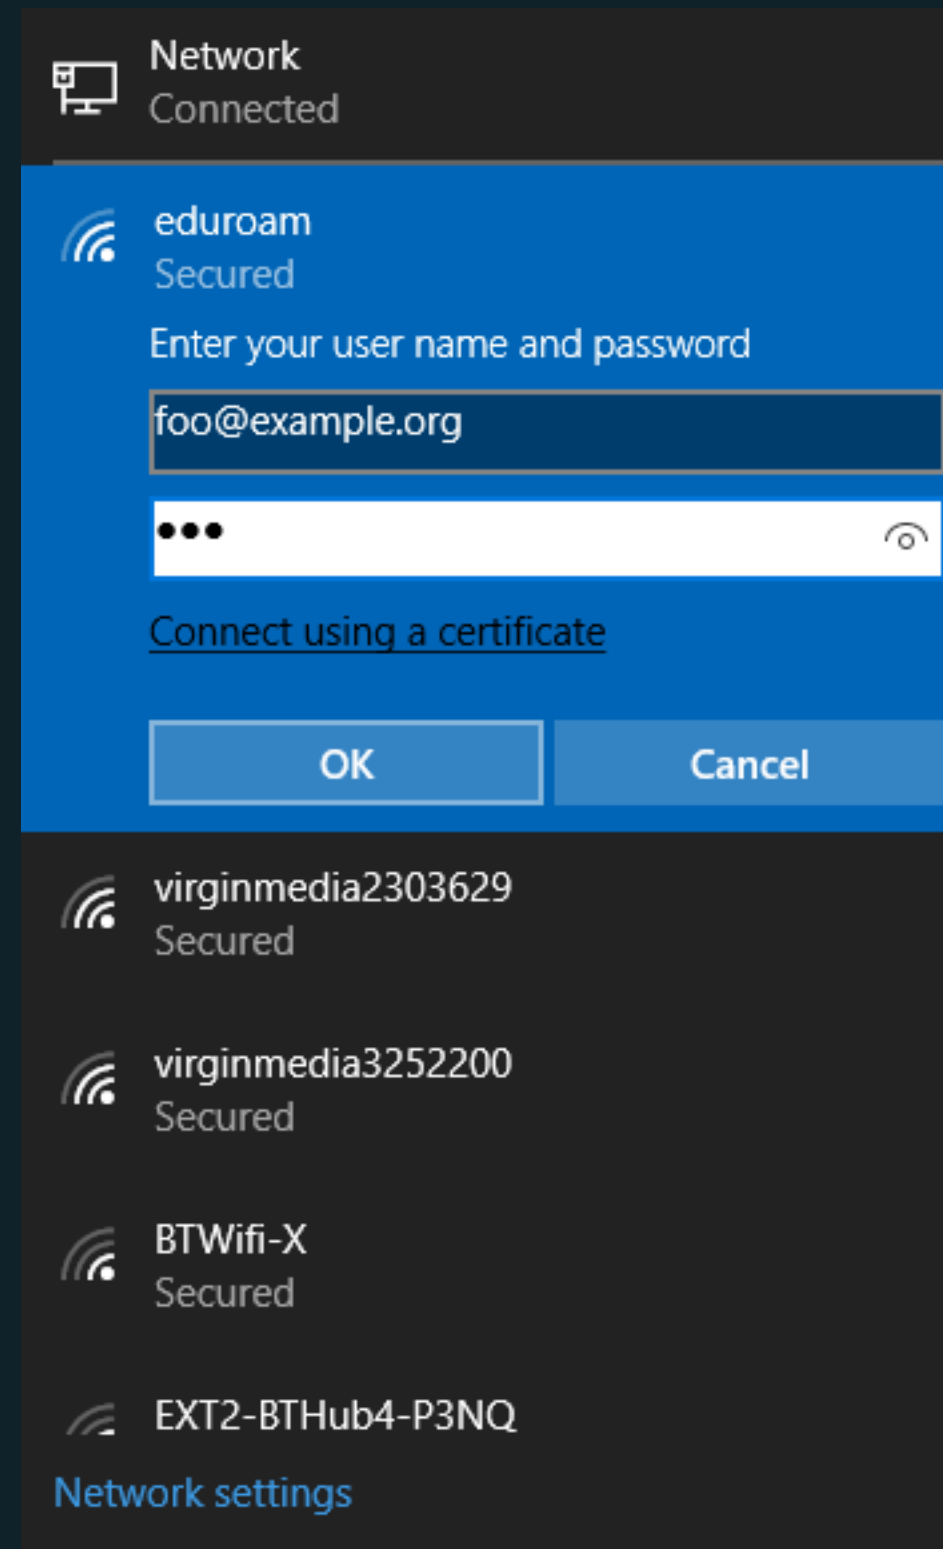 Network
Connected
eduroam
Secured
Enter your user name and password
foo@example.org
•••
Connect using a certificate
OK
Cancel
virginmedia2303629
Secured
virginmedia3252200
Secured
BTWifi-X
Secured
EXT2-BTHub4-P3NQ
Network settings